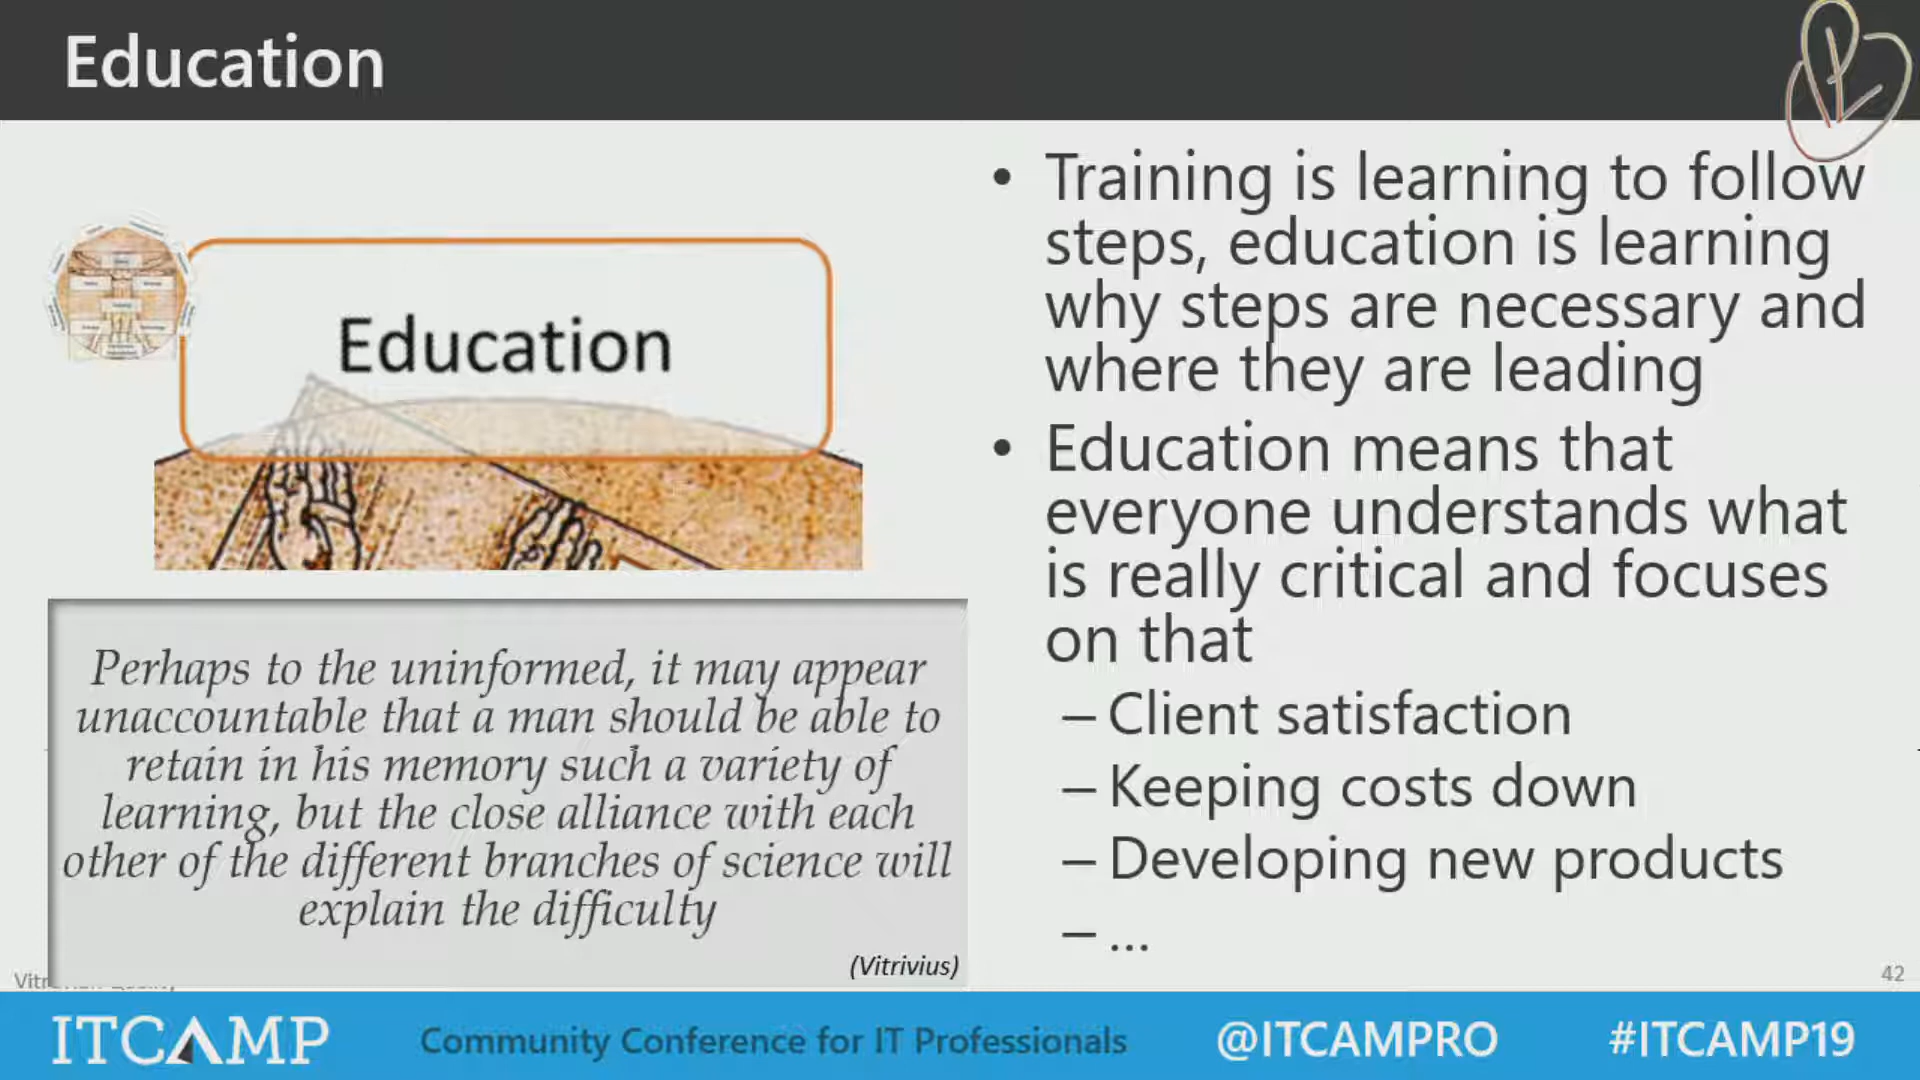 Education
Education
Perhaps to the uninformed, it may appear
unaccountable that a man should be able to
retain in his memory such a variety of
learning, but the close alliance with each
other of the different branches of science will
explain the difficulty
(Vitrivius)
• Training is learning to follow
steps, education is learning
why steps are necessary and
where they are leading
• Education means that
everyone understands what
is really critical and focuses
on that
– Client satisfaction
– Keeping costs down
– Developing new products
– ...
42
ITCAMP
Community Conference for IT Professionals
@ITCAMPRO
#ITCAMP19